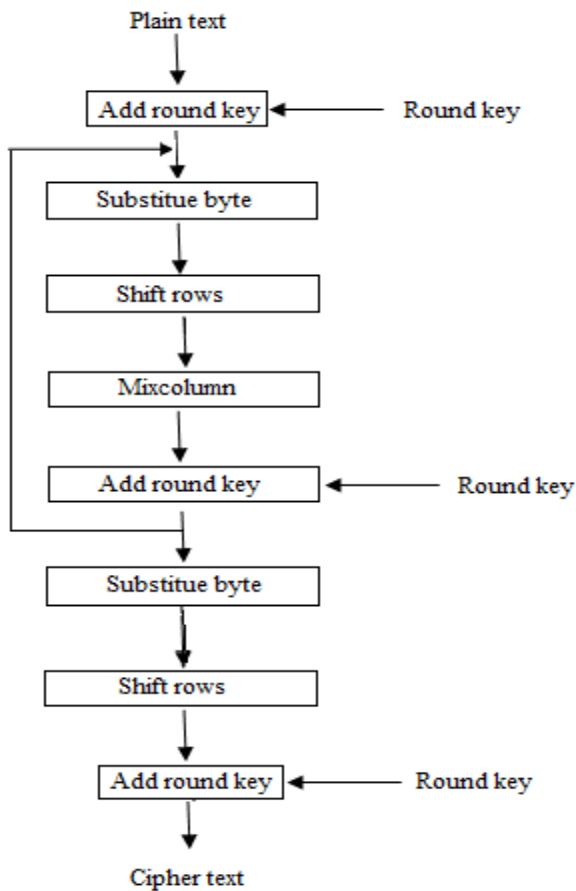 Plain text
Add round key
Round key
Substitue byte
Shift rows
Mixcolumn
Add round key
Round key
Substitue byte
Shift rows
Add round key
Round key
Cipher text